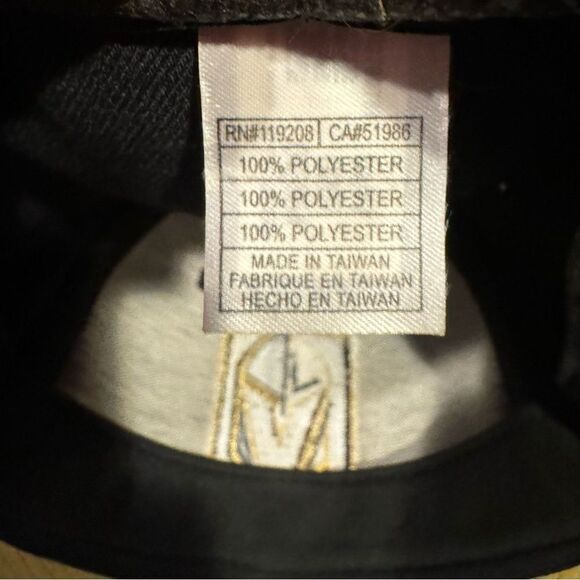 RN#119208 CA#51986
100% POLYESTER
100% POLYESTER
100% POLYESTER
MADE IN TAIWAN
FABRIQUE EN TAIWAN
HECHO EN TAIWAN